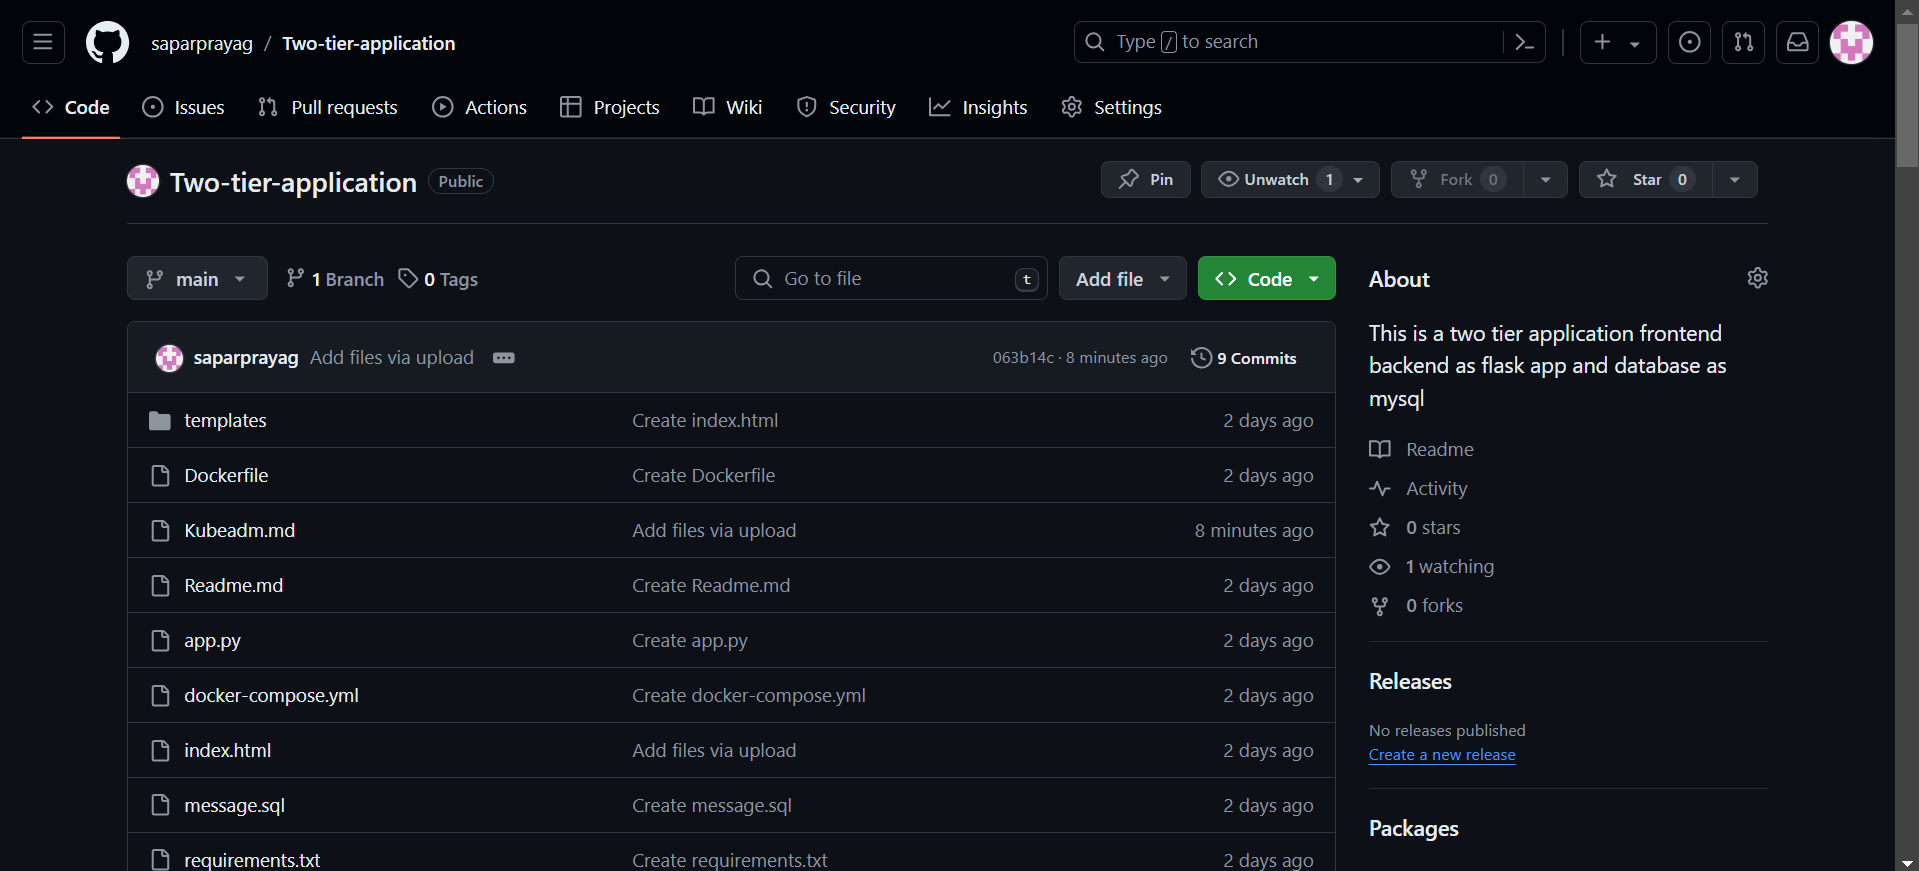 saparprayag / Two-tier-application
Type / to search
Code Issues Pull requests Actions Projects Wiki Security Insights Settings
Two-tier-application Public
Pin Unwatch 1 Fork 0 Star 0
main 1 Branch 0 Tags Go to file t Add file Code
saparprayag Add files via upload 063b14c · 8 minutes ago 9 Commits
templates Create index.html 2 days ago
Dockerfile Create Dockerfile 2 days ago
Kubeadm.md Add files via upload 8 minutes ago
Readme.md Create Readme.md 2 days ago
app.py Create app.py 2 days ago
docker-compose.yml Create docker-compose.yml 2 days ago
index.html Add files via upload 2 days ago
message.sql Create message.sql 2 days ago
requirements.txt Create requirements.txt 2 days ago
About
This is a two tier application frontend
backend as flask app and database as
mysql
Readme
Activity
0 stars
1 watching
0 forks
Releases
No releases published
Create a new release
Packages